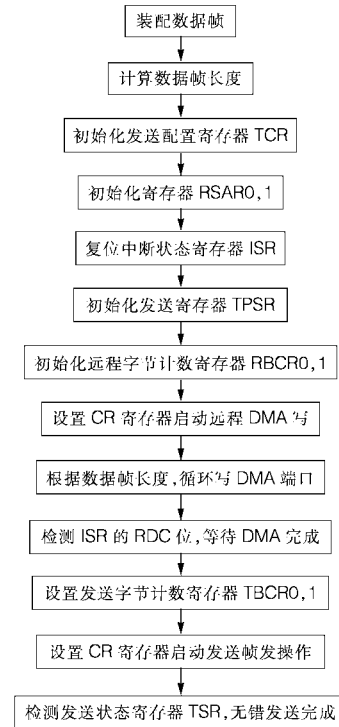 装配数据帧
计算数据帧长度
初始化发送配置寄存器 TCR
初始化寄存器 RSAR0,1
复位中断状态寄存器 ISR
初始化发送寄存器 TPSR
初始化远程字节计数寄存器 RBCR0,1
设置 CR 寄存器启动远程 DMA 写
根据数据帧长度,循环写 DMA 端口
检测 ISR 的 RDC 位,等待 DMA 完成
设置发送字节计数寄存器 TBCR0,1
设置 CR 寄存器启动发送帧发操作
检测发送状态寄存器 TSR,无错发送完成